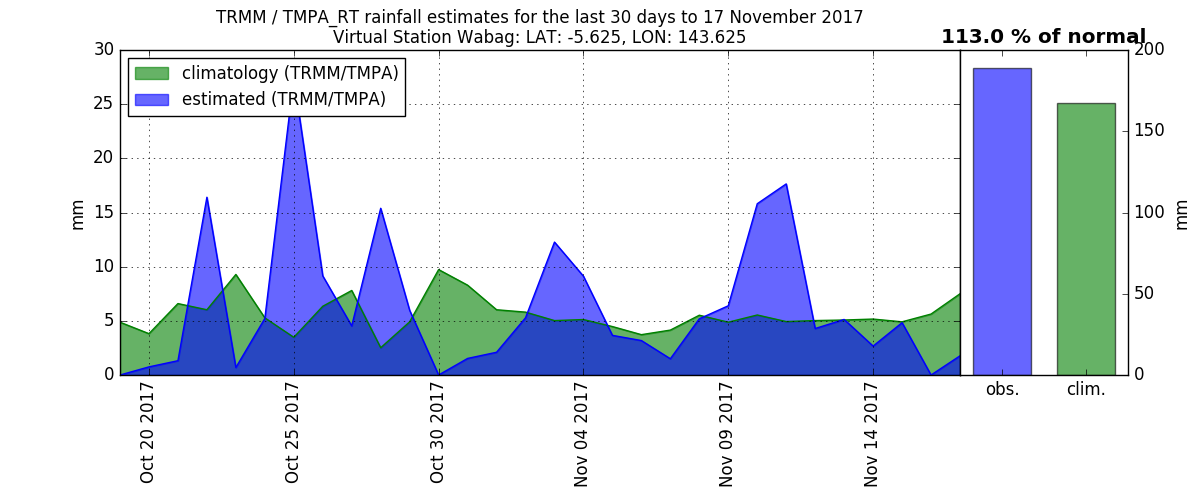 TRMM / TMPA_RT rainfall estimates for the last 30 days to 17 November 2017
Virtual Station Wabag: LAT: -5.625, LON: 143.625
113.0 % of normal
climatology (TRMM/TMPA)
estimated (TRMM/TMPA)
30
25
20
15
10
5
0
mm
Oct 20 2017
Oct 25 2017
Oct 30 2017
Nov 04 2017
Nov 09 2017
Nov 14 2017
200
150
100
50
0
mm
obs.
clim.